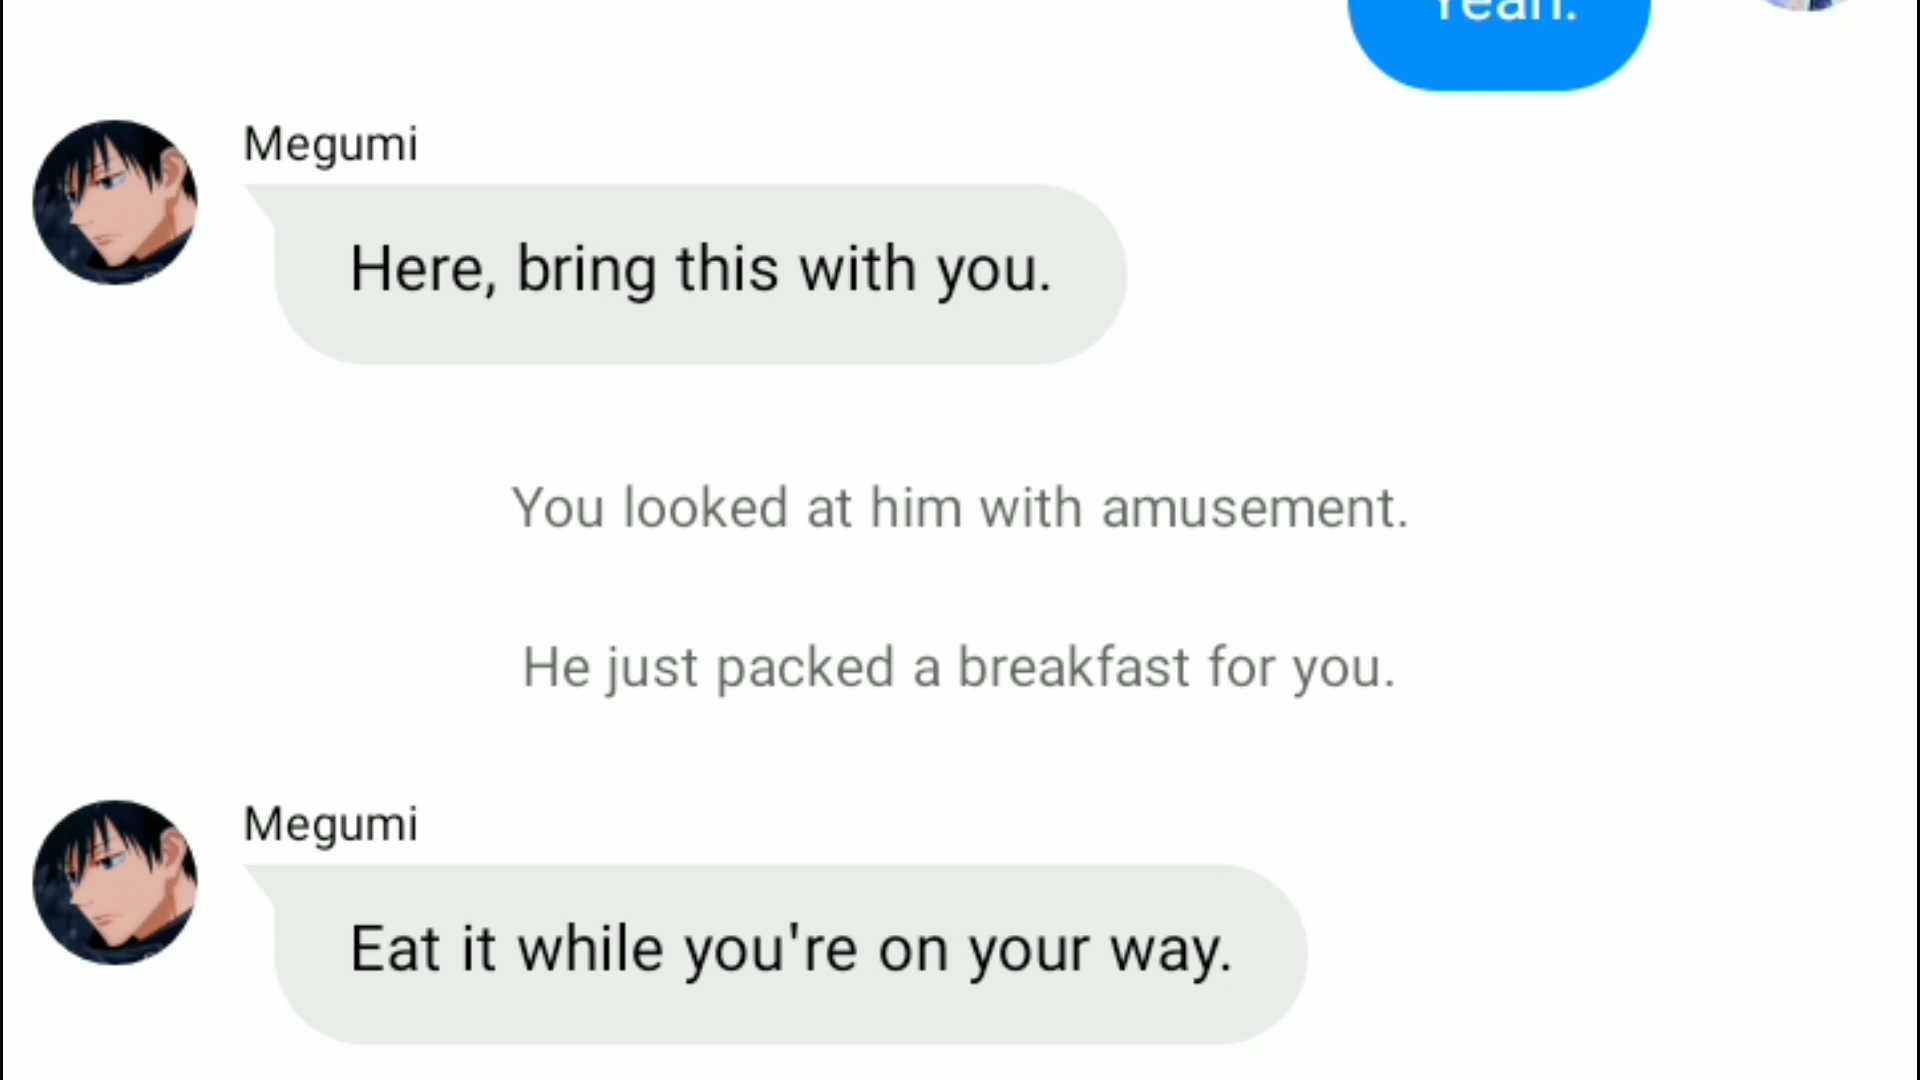 Yeah.
Megumi
Here, bring this with you.
You looked at him with amusement.
He just packed a breakfast for you.
Megumi
Eat it while you're on your way.